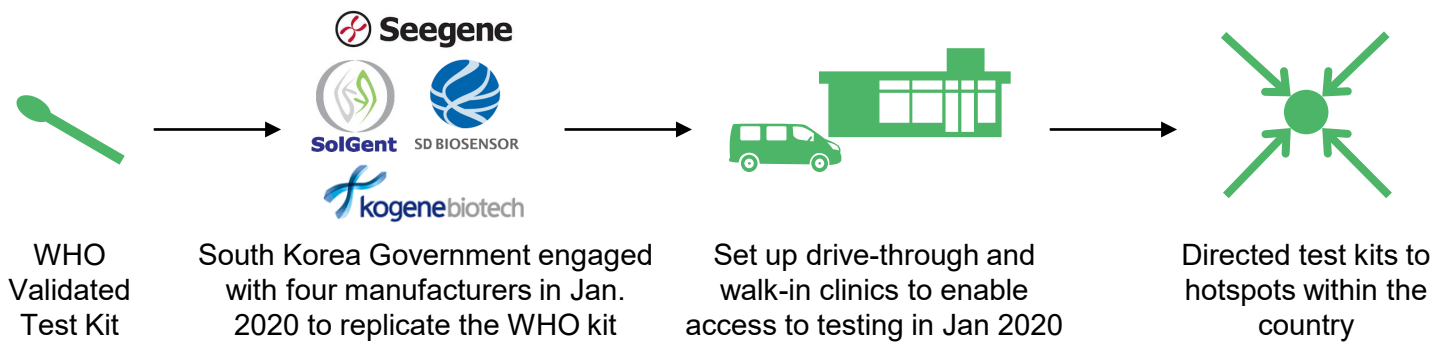 Seegene
SolGent
SD BIOSENSOR
kogenebiotech
WHO
Validated
Test Kit
South Korea Government engaged
with four manufacturers in Jan.
2020 to replicate the WHO kit
Set up drive-through and
walk-in clinics to enable
access to testing in Jan 2020
Directed test kits to
hotspots within the
country